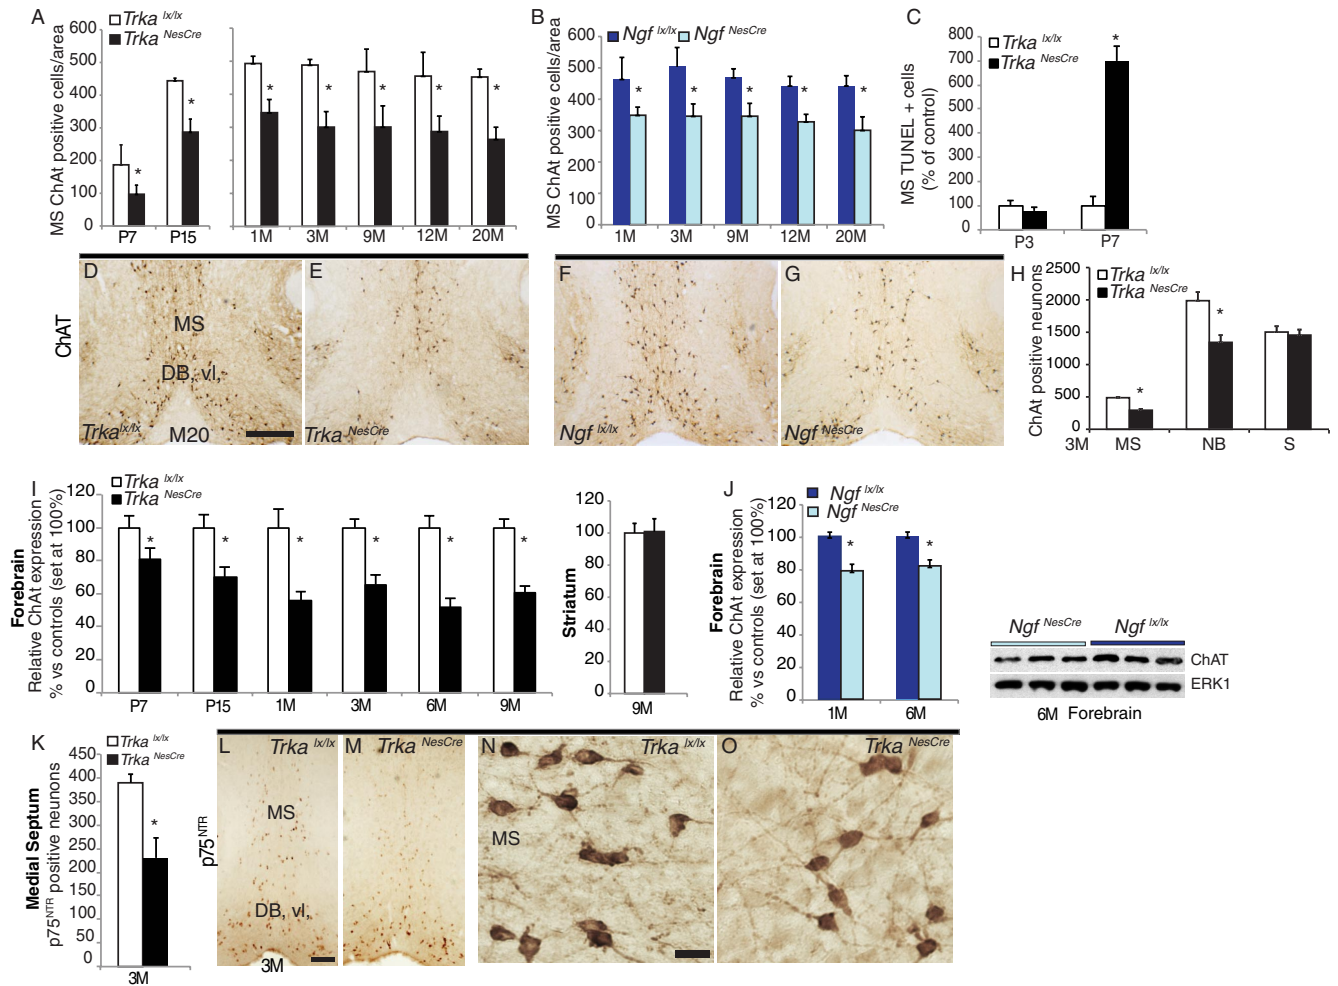 A
Trka lx/lx
Trka NesCre
MS ChAt positive cells/area
600
500
400
300
200
100
0
*
*
*
*
*
*
*
P7
P15
1M
3M
9M
12M
20M
B
MS ChAt positive cells/area
Ngf lx/lx
Ngf NesCre
600
500
400
300
200
100
0
*
*
*
*
*
1M
3M
9M
12M
20M
C
MS TUNEL + cells
(% of control)
Trka lx/lx
Trka NesCre
800
700
600
500
400
300
200
100
0
*
P3
P7
ChAT
D
MS
DB, vl,
Trka lx/lx
M20
E
Trka NesCre
F
Ngf lx/lx
G
Ngf NesCre
H
ChAt positive neurons
Trka lx/lx
Trka NesCre
2500
2000
1500
1000
500
0
*
*
3M
MS
NB
S
I
Trka lx/lx
Trka NesCre
Forebrain
Relative ChAt expression
% vs controls (set at 100%)
120
100
80
60
40
20
0
*
*
*
*
*
*
P7
P15
1M
3M
6M
9M
Striatum
120
100
80
60
40
20
0
9M
J
Ngf lx/lx
Ngf NesCre
Forebrain
Relative ChAt expression
% vs controls (set at 100%)
120
100
80
60
40
20
0
*
*
1M
6M
Ngf NesCre
Ngf lx/lx
ChAT
ERK1
6M Forebrain
K
Trka lx/lx
Trka NesCre
Medial Septum
p75NTR positive neurons
450
400
350
300
250
200
150
100
50
0
*
3M
p75NTR
L
Trka lx/lx
MS
DB, vl,
3M
M
Trka NesCre
N
Trka lx/lx
MS
O
Trka NesCre